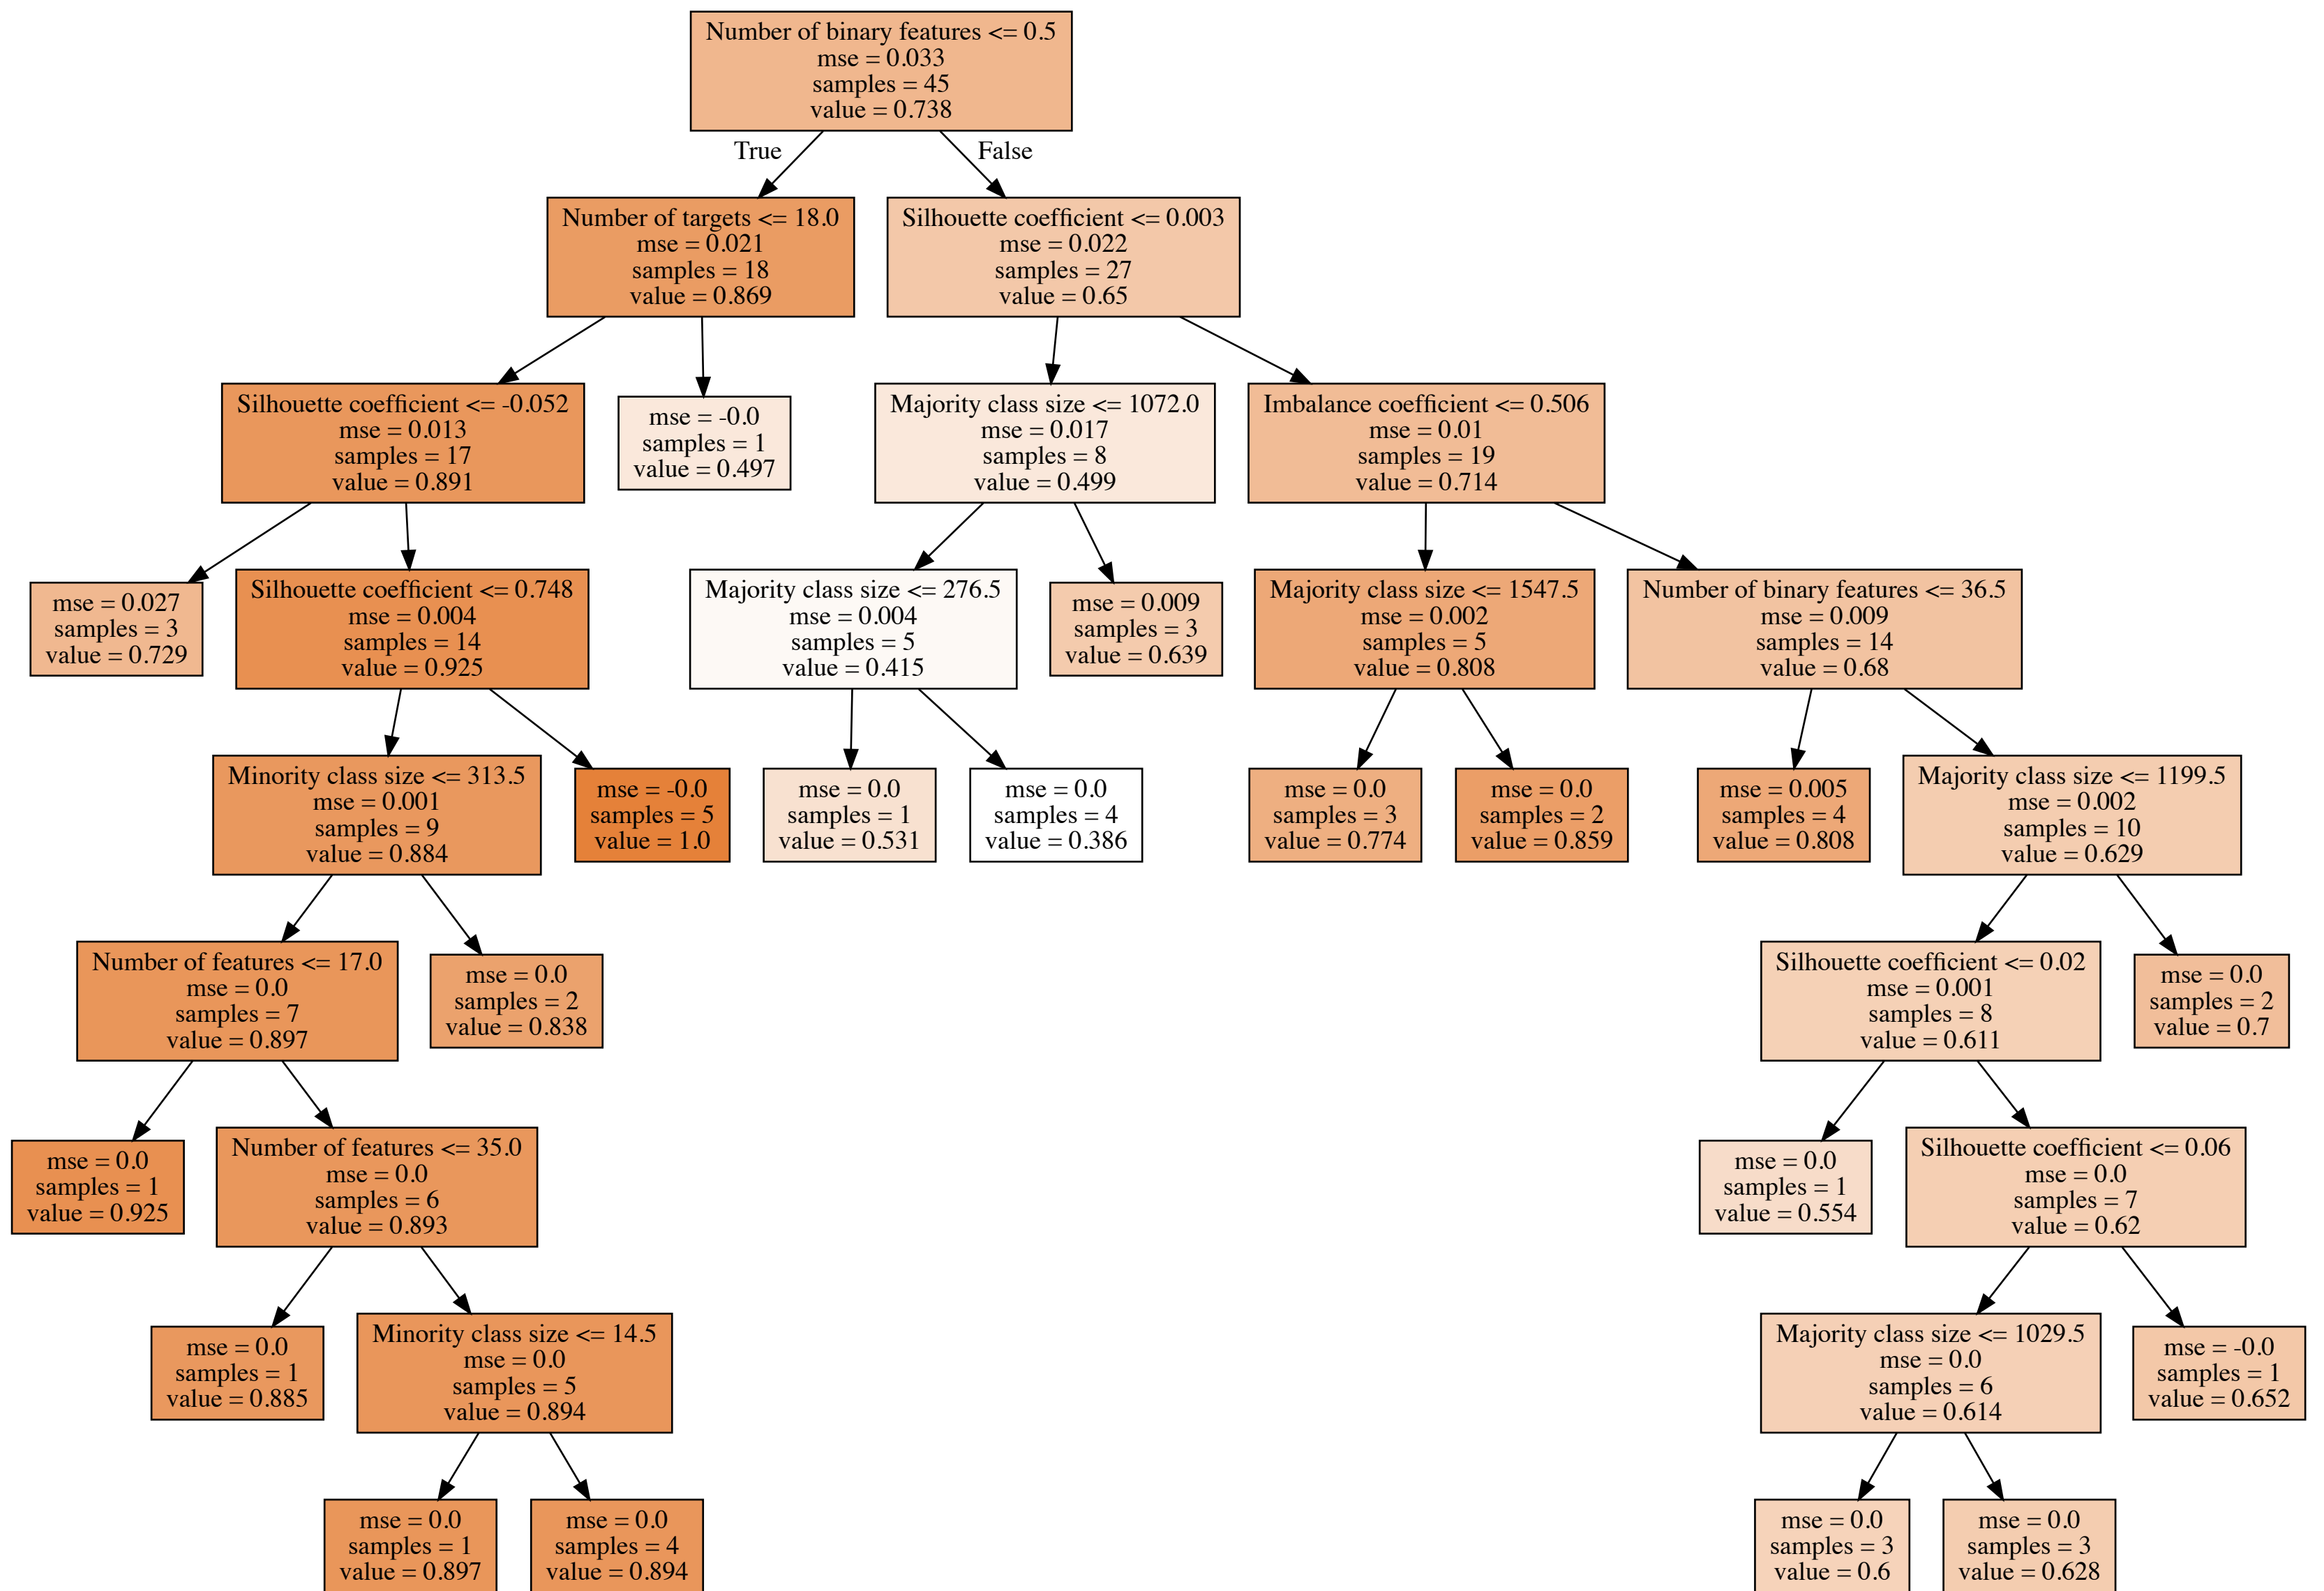 Number of binary features <= 0.5
mse = 0.033
samples = 45
value = 0.738
True
False
Number of targets <= 18.0
mse = 0.021
samples = 18
value = 0.869
Silhouette coefficient <= 0.003
mse = 0.022
samples = 27
value = 0.65
Silhouette coefficient <= -0.052
mse = 0.013
samples = 17
value = 0.891
mse = -0.0
samples = 1
value = 0.497
Majority class size <= 1072.0
mse = 0.017
samples = 8
value = 0.499
Imbalance coefficient <= 0.506
mse = 0.01
samples = 19
value = 0.714
mse = 0.027
samples = 3
value = 0.729
Silhouette coefficient <= 0.748
mse = 0.004
samples = 14
value = 0.925
Majority class size <= 276.5
mse = 0.004
samples = 5
value = 0.415
mse = 0.009
samples = 3
value = 0.639
Majority class size <= 1547.5
mse = 0.002
samples = 5
value = 0.808
Number of binary features <= 36.5
mse = 0.009
samples = 14
value = 0.68
Minority class size <= 313.5
mse = 0.001
samples = 9
value = 0.884
mse = -0.0
samples = 5
value = 1.0
mse = 0.0
samples = 1
value = 0.531
mse = 0.0
samples = 4
value = 0.386
mse = 0.0
samples = 3
value = 0.774
mse = 0.0
samples = 2
value = 0.859
mse = 0.005
samples = 4
value = 0.808
Majority class size <= 1199.5
mse = 0.002
samples = 10
value = 0.629
Number of features <= 17.0
mse = 0.0
samples = 7
value = 0.897
mse = 0.0
samples = 2
value = 0.838
Silhouette coefficient <= 0.02
mse = 0.001
samples = 8
value = 0.611
mse = 0.0
samples = 2
value = 0.7
mse = 0.0
samples = 1
value = 0.925
Number of features <= 35.0
mse = 0.0
samples = 6
value = 0.893
mse = 0.0
samples = 1
value = 0.554
Silhouette coefficient <= 0.06
mse = 0.0
samples = 7
value = 0.62
mse = 0.0
samples = 1
value = 0.885
Minority class size <= 14.5
mse = 0.0
samples = 5
value = 0.894
Majority class size <= 1029.5
mse = 0.0
samples = 6
value = 0.614
mse = -0.0
samples = 1
value = 0.652
mse = 0.0
samples = 1
value = 0.897
mse = 0.0
samples = 4
value = 0.894
mse = 0.0
samples = 3
value = 0.6
mse = 0.0
samples = 3
value = 0.628